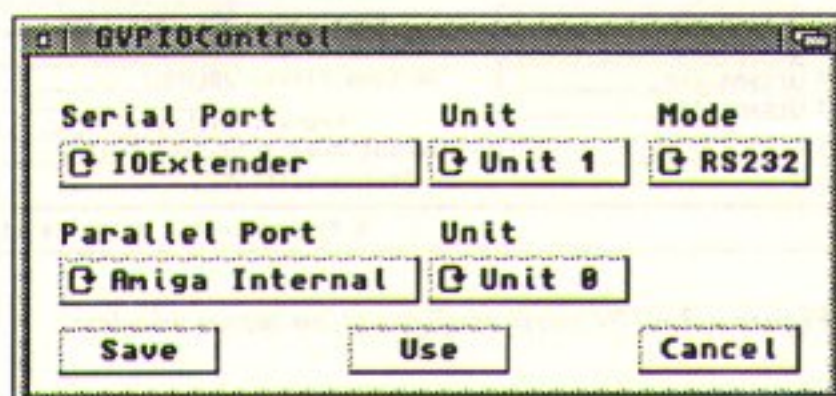 GVPIOControl
Serial Port Unit Mode
IOExtender Unit 1 RS232
Parallel Port Unit
Amiga Internal Unit 0
Save Use Cancel